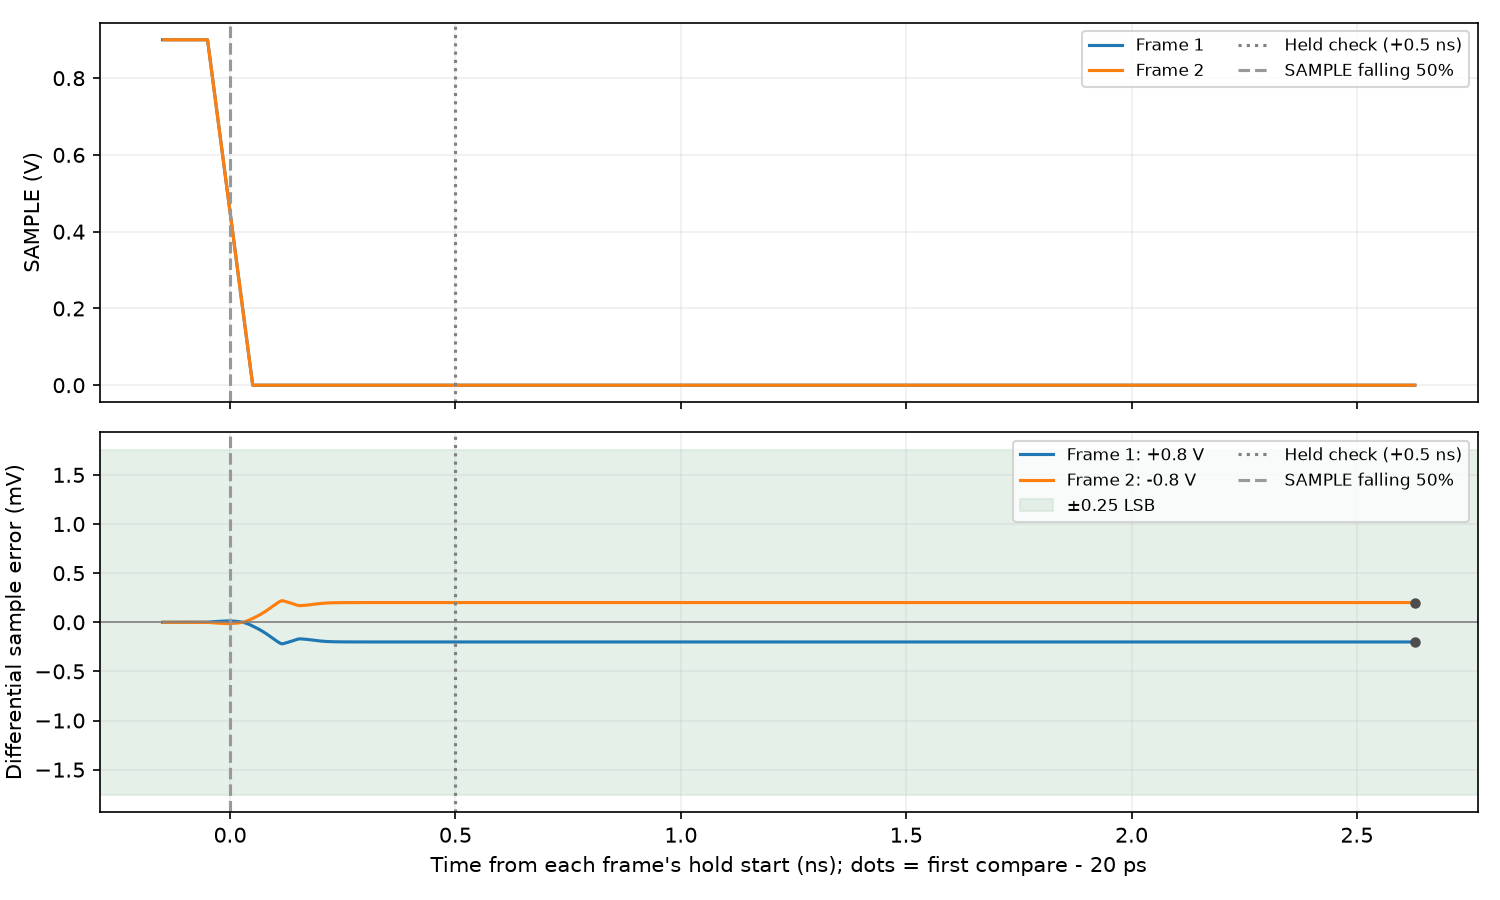 SAMPLE (V)
0.8
0.6
0.4
0.2
0.0
Frame 1
Frame 2
Held check (+0.5 ns)
SAMPLE falling 50%
Differential sample error (mV)
1.5
1.0
0.5
0.0
−0.5
−1.0
−1.5
Frame 1: +0.8 V
Frame 2: -0.8 V
±0.25 LSB
Held check (+0.5 ns)
SAMPLE falling 50%
0.0
0.5
1.0
1.5
2.0
2.5
Time from each frame's hold start (ns); dots = first compare - 20 ps